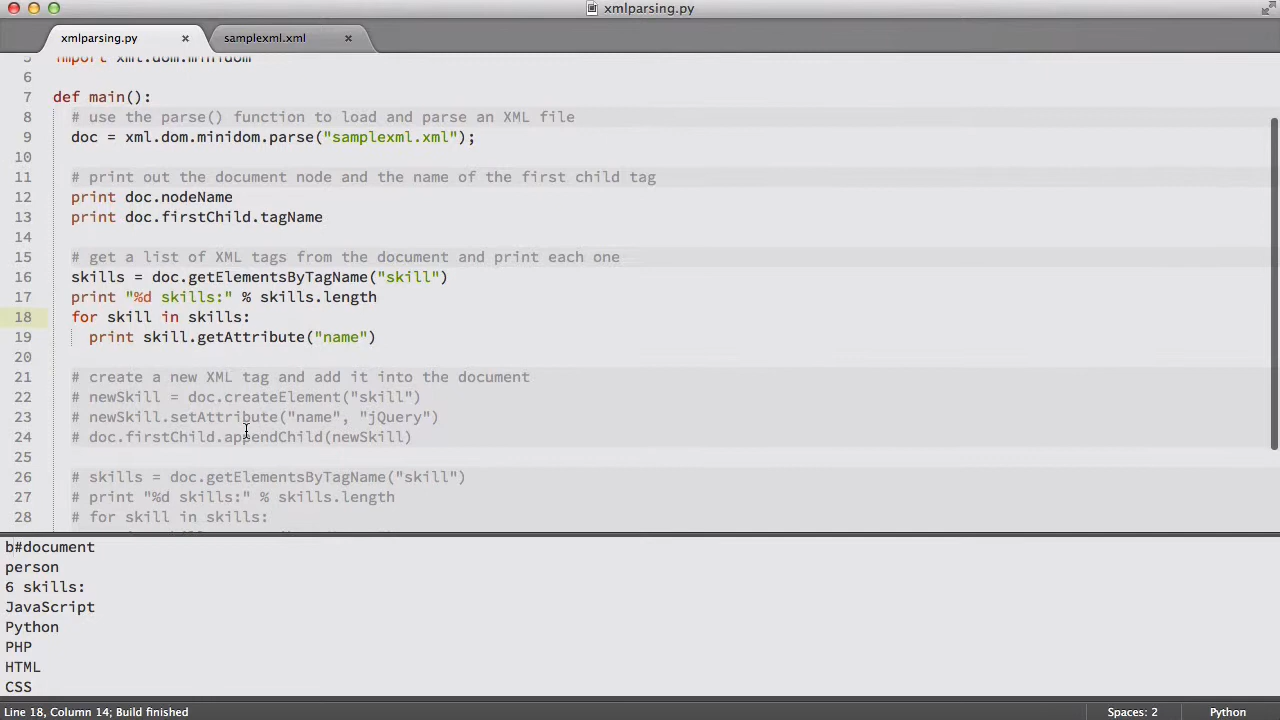 xmlparsing.py
xmlparsing.py × samplexml.xml ×
5 import xml.dom.minidom
6
7 def main():
8 # use the parse() function to load and parse an XML file
9 doc = xml.dom.minidom.parse("samplexml.xml");
10
11 # print out the document node and the name of the first child tag
12 print doc.nodeName
13 print doc.firstChild.tagName
14
15 # get a list of XML tags from the document and print each one
16 skills = doc.getElementsByTagName("skill")
17 print "%d skills:" % skills.length
18 for skill in skills:
19 print skill.getAttribute("name")
20
21 # create a new XML tag and add it into the document
22 # newSkill = doc.createElement("skill")
23 # newSkill.setAttribute("name", "jQuery")
24 # doc.firstChild.appendChild(newSkill)
25
26 # skills = doc.getElementsByTagName("skill")
27 # print "%d skills:" % skills.length
28 # for skill in skills:
b#document
person
6 skills:
JavaScript
Python
PHP
HTML
CSS
Line 18, Column 14; Build finished Spaces: 2 Python